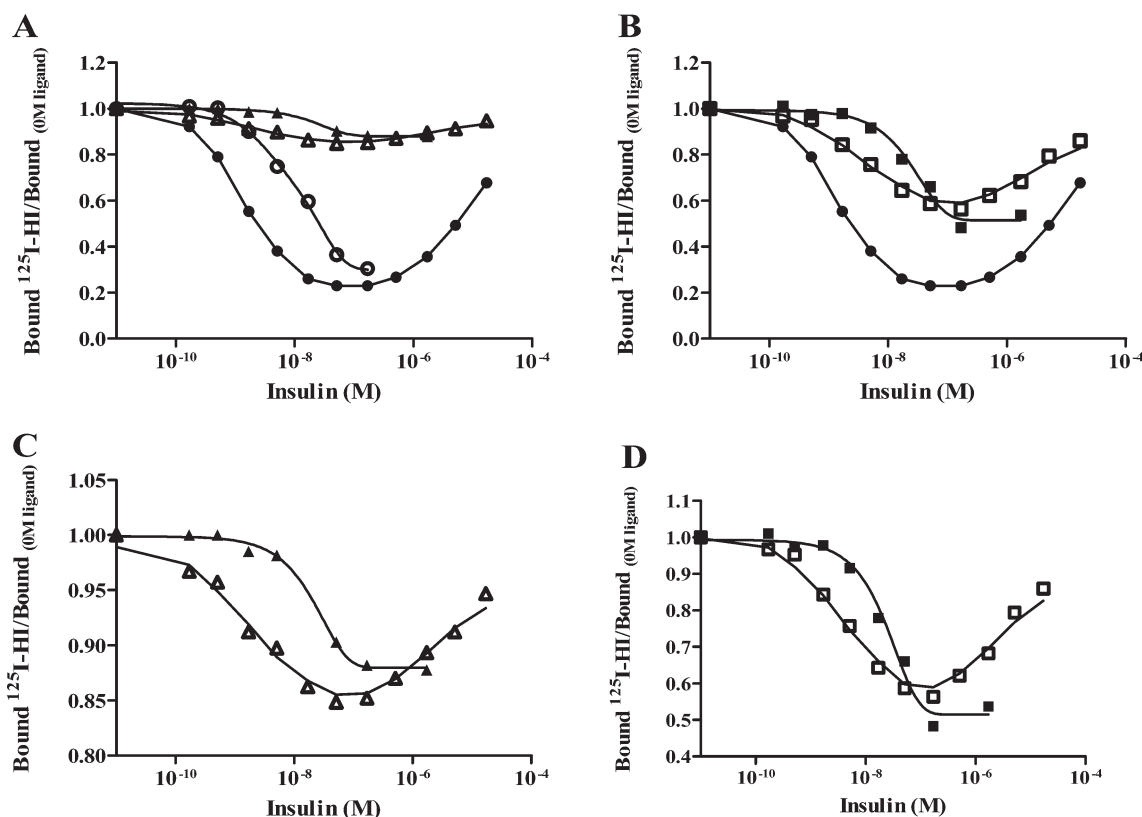 A
Bound ¹²⁵I-HI/Bound (0M ligand)
1.2
1.0
0.8
0.6
0.4
0.2
0.0
10⁻¹⁰ 10⁻⁸ 10⁻⁶ 10⁻⁴
Insulin (M)
B
Bound ¹²⁵I-HI/Bound (0M ligand)
1.2
1.0
0.8
0.6
0.4
0.2
0.0
10⁻¹⁰ 10⁻⁸ 10⁻⁶ 10⁻⁴
Insulin (M)
C
Bound ¹²⁵I-HI/Bound (0M ligand)
1.05
1.00
0.95
0.90
0.85
0.80
10⁻¹⁰ 10⁻⁸ 10⁻⁶ 10⁻⁴
Insulin (M)
D
Bound ¹²⁵I-HI/Bound (0M ligand)
1.1
1.0
0.9
0.8
0.7
0.6
0.5
0.4
10⁻¹⁰ 10⁻⁸ 10⁻⁶ 10⁻⁴
Insulin (M)